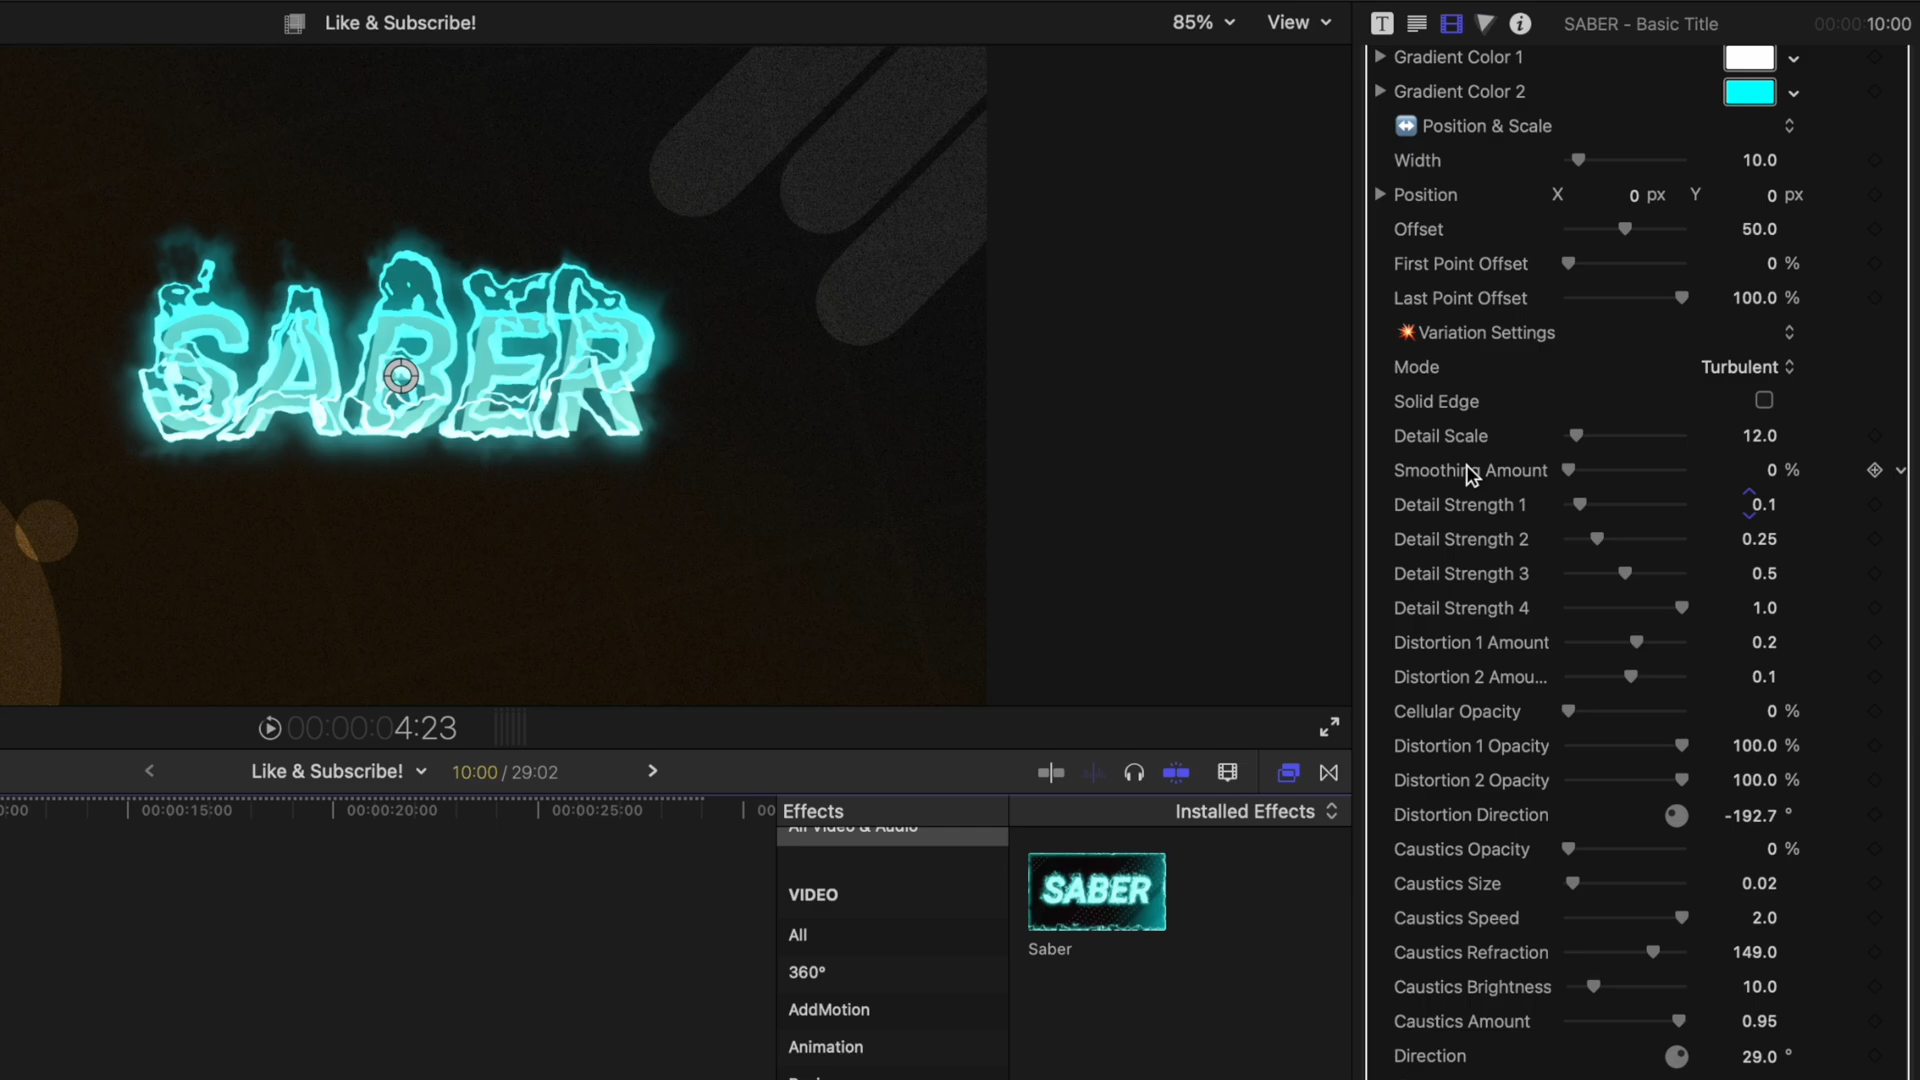 Like & Subscribe!
85%
View
SABER - Basic Title
00:00:10:00
Gradient Color 1
Gradient Color 2
Position & Scale
Width 10.0
Position X 0 px Y 0 px
Offset 50.0
First Point Offset 0 %
Last Point Offset 100.0 %
Variation Settings
Mode Turbulent
Solid Edge
Detail Scale 12.0
Smoothing Amount 0 %
Detail Strength 1 0.1
Detail Strength 2 0.25
Detail Strength 3 0.5
Detail Strength 4 1.0
Distortion 1 Amount 0.2
Distortion 2 Amou... 0.1
Cellular Opacity 0 %
Distortion 1 Opacity 100.0 %
Distortion 2 Opacity 100.0 %
Distortion Direction -192.7 °
Caustics Opacity 0 %
Caustics Size 0.02
Caustics Speed 2.0
Caustics Refraction 149.0
Caustics Brightness 10.0
Caustics Amount 0.95
Direction 29.0 °
SABER
00:00:04:23
Like & Subscribe!
10:00 / 29:02
:00
00:00:15:00
00:00:20:00
00:00:25:00
00
Effects
Installed Effects
All Video & Audio
VIDEO
All
360°
AddMotion
Animation
SABER
Saber